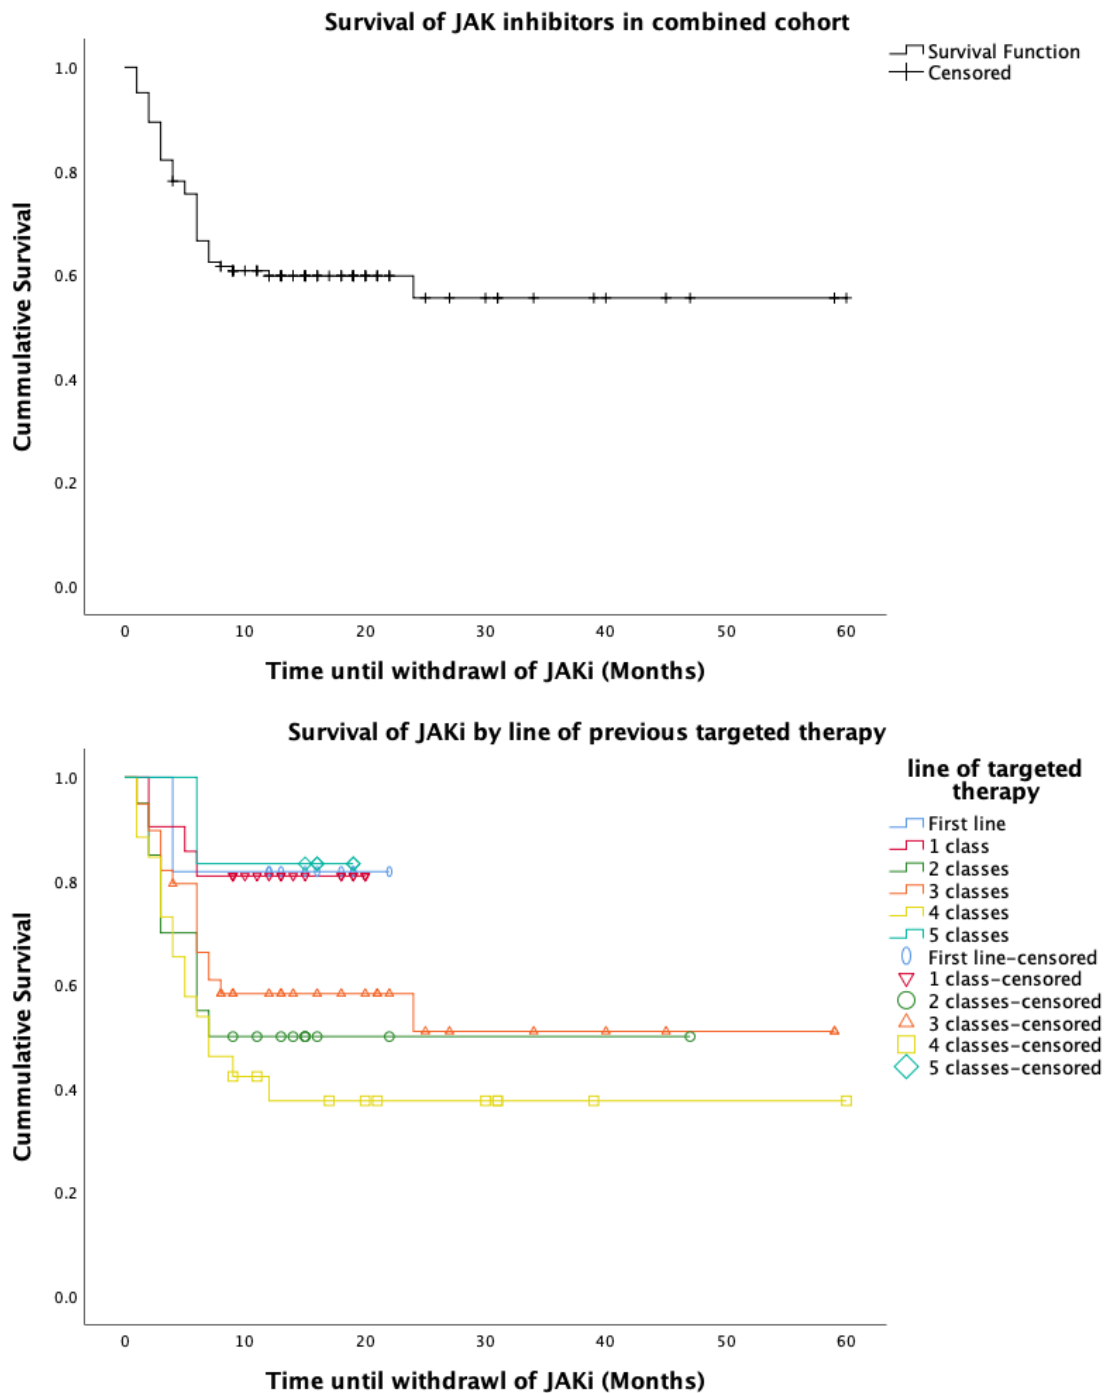 Survival of JAK inhibitors in combined cohort
Survival Function
Censored
1.0
0.8
0.6
0.4
0.2
0.0
Cummulative Survival
0 10 20 30 40 50 60
Time until withdrawl of JAKi (Months)
Survival of JAKi by line of previous targeted therapy
line of targeted
therapy
First line
1 class
2 classes
3 classes
4 classes
5 classes
First line-censored
1 class-censored
2 classes-censored
3 classes-censored
4 classes-censored
5 classes-censored
1.0
0.8
0.6
0.4
0.2
0.0
Cummulative Survival
0 10 20 30 40 50 60
Time until withdrawl of JAKi (Months)